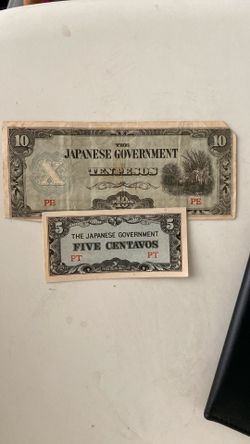 10 THE 10
JAPANESE GOVERNMENT
TEN PESOS
PE 10 PE
5 5
THE JAPANESE GOVERNMENT
FIVE CENTAVOS
PT PT